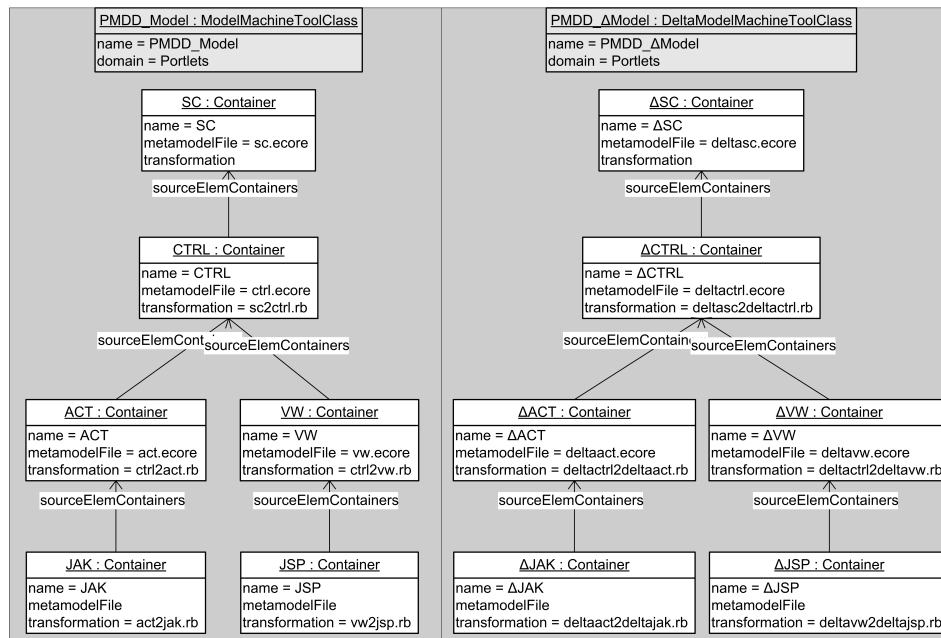 PMDD_Model : ModelMachineToolClass
name = PMDD_Model
domain = Portlets
SC : Container
name = SC
metamodelFile = sc.ecore
transformation
sourceElemContainers
CTRL : Container
name = CTRL
metamodelFile = ctrl.ecore
transformation = sc2ctrl.rb
sourceElemCont
sourceElemContainers
ACT : Container
name = ACT
metamodelFile = act.ecore
transformation = ctrl2act.rb
VW : Container
name = VW
metamodelFile = vw.ecore
transformation = ctrl2vw.rb
sourceElemContainers
sourceElemContainers
JAK : Container
name = JAK
metamodelFile
transformation = act2jak.rb
JSP : Container
name = JSP
metamodelFile
transformation = vw2jsp.rb
PMDD_ΔModel : DeltaModelMachineToolClass
name = PMDD_ΔModel
domain = Portlets
ΔSC : Container
name = ΔSC
metamodelFile = deltasc.ecore
transformation
sourceElemContainers
ΔCTRL : Container
name = ΔCTRL
metamodelFile = deltactrl.ecore
transformation = deltasc2deltactrl.rb
sourceElemContain
sourceElemContainers
ΔACT : Container
name = ΔACT
metamodelFile = deltaact.ecore
transformation = deltactrl2deltaact.rb
ΔVW : Container
name = ΔVW
metamodelFile = deltavw.ecore
transformation = deltactrl2deltavw.rb
sourceElemContainers
sourceElemContainers
ΔJAK : Container
name = ΔJAK
metamodelFile
transformation = deltaact2deltajak.rb
ΔJSP : Container
name = ΔJSP
metamodelFile
transformation = deltavw2deltajsp.rb